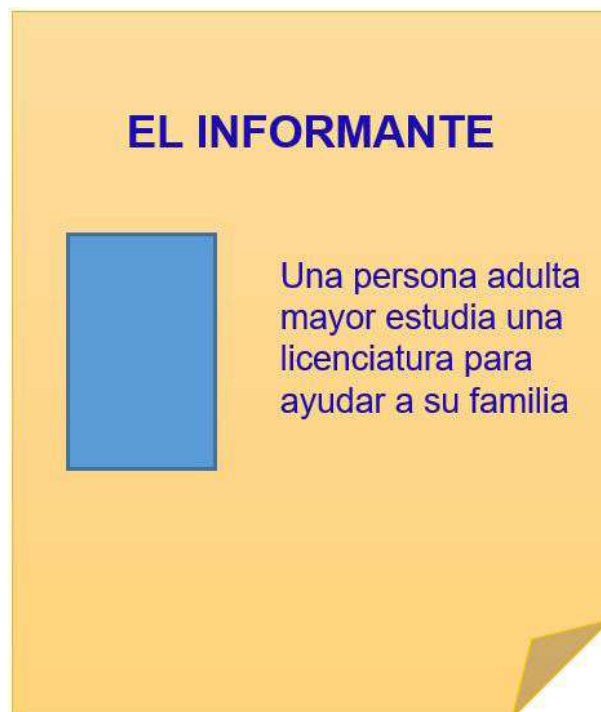 EL INFORMANTE
Una persona adulta
mayor estudia una
licenciatura para
ayudar a su familia